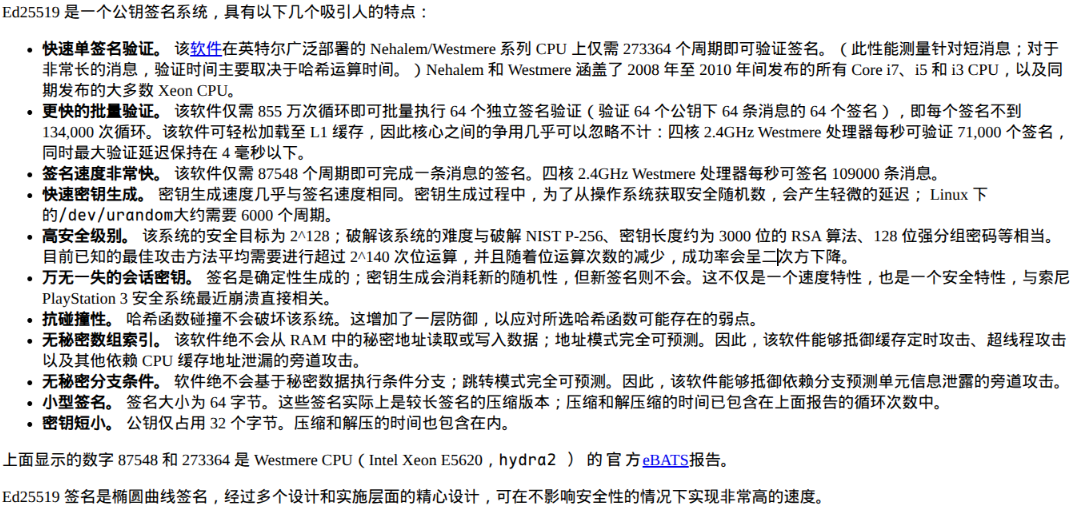 Ed25519 是一个公钥签名系统，具有以下几个吸引人的特点：
• 快速单签名验证。 该软件在英特尔广泛部署的 Nehalem/Westmere 系列 CPU 上仅需 273364 个周期即可验证签名。（此性能测量针对短消息；对于
非常长的消息，验证时间主要取决于哈希运算时间。）Nehalem 和 Westmere 涵盖了 2008 年至 2010 年间发布的所有 Core i7、i5 和 i3 CPU，以及同
期发布的大多数 Xeon CPU。
• 更快的批量验证。 该软件仅需 855 万次循环即可批量执行 64 个独立签名验证（验证 64 个公钥下 64 条消息的 64 个签名），即每个签名不到
134,000 次循环。该软件可轻松加载至 L1 缓存，因此核心之间的争用几乎可以忽略不计：四核 2.4GHz Westmere 处理器每秒可验证 71,000 个签名，
同时最大验证延迟保持在 4 毫秒以下。
• 签名速度非常快。 该软件仅需 87548 个周期即可完成一条消息的签名。四核 2.4GHz Westmere 处理器每秒可签名 109000 条消息。
• 快速密钥生成。 密钥生成速度几乎与签名速度相同。密钥生成过程中，为了从操作系统获取安全随机数，会产生轻微的延迟； Linux 下
的/dev/urandom大约需要 6000 个周期。
• 高安全级别。 该系统的安全目标为 2^128；破解该系统的难度与破解 NIST P-256、密钥长度约为 3000 位的 RSA 算法、128 位强分组密码等相当。
目前已知的最佳攻击方法平均需要进行超过 2^140 次位运算，并且随着位运算次数的减少，成功率会呈二次方下降。
• 万无一失的会话密钥。 签名是确定性生成的；密钥生成会消耗新的随机性，但新签名则不会。这不仅是一个速度特性，也是一个安全特性，与索尼
PlayStation 3 安全系统最近崩溃直接相关。
• 抗碰撞性。 哈希函数碰撞不会破坏该系统。这增加了一层防御，以应对所选哈希函数可能存在的弱点。
• 无秘密数组索引。 该软件绝不会从 RAM 中的秘密地址读取或写入数据；地址模式完全可预测。因此，该软件能够抵御缓存定时攻击、超线程攻击
以及其他依赖 CPU 缓存地址泄漏的旁道攻击。
• 无秘密分支条件。 软件绝不会基于秘密数据执行条件分支；跳转模式完全可预测。因此，该软件能够抵御依赖分支预测单元信息泄露的旁道攻击。
• 小型签名。 签名大小为 64 字节。这些签名实际上是较长签名的压缩版本；压缩和解压缩的时间已包含在上面报告的循环次数中。
• 密钥短小。 公钥仅占用 32 个字节。压缩和解压的时间也包含在内。
上面显示的数字 87548 和 273364 是 Westmere CPU（Intel Xeon E5620，hydra2 ） 的官方eBATS报告。
Ed25519 签名是椭圆曲线签名，经过多个设计和实施层面的精心设计，可在不影响安全性的情况下实现非常高的速度。